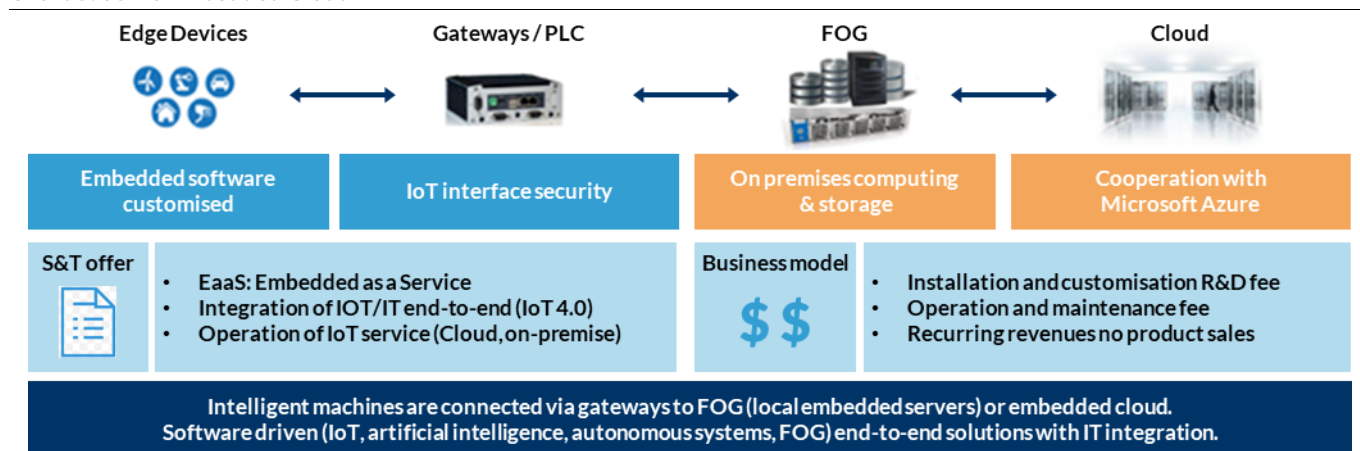 Edge Devices
Gateways / PLC
FOG
Cloud
Embedded software
customised
IoT interface security
On premises computing
& storage
Cooperation with
Microsoft Azure
S&T offer
• EaaS: Embedded as a Service
• Integration of IOT/IT end-to-end (IoT 4.0)
• Operation of IoT service (Cloud, on-premise)
Business model
$ $
• Installation and customisation R&D fee
• Operation and maintenance fee
• Recurring revenues no product sales
Intelligent machines are connected via gateways to FOG (local embedded servers) or embedded cloud.
Software driven (IoT, artificial intelligence, autonomous systems, FOG) end-to-end solutions with IT integration.